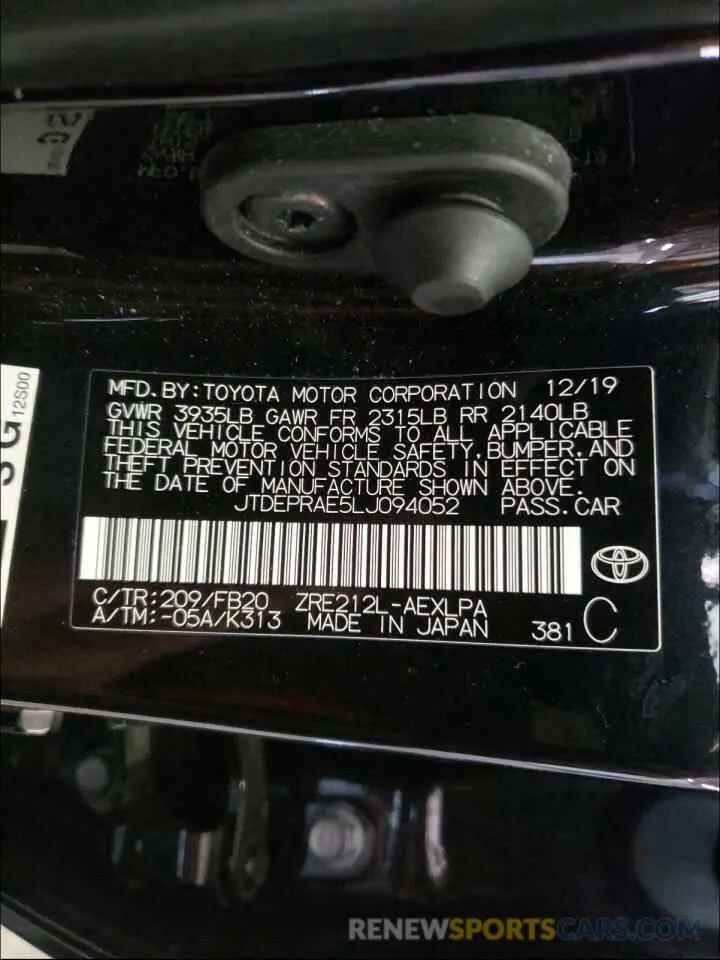 12S00
MFD. BY: TOYOTA MOTOR CORPORATION 12/19
GVWR 3935LB GAWR FR 2315LB RR 2140LB
THIS VEHICLE CONFORMS TO ALL APPLICABLE
FEDERAL MOTOR VEHICLE SAFETY, BUMPER, AND
THEFT PREVENTION STANDARDS IN EFFECT ON
THE DATE OF MANUFACTURE SHOWN ABOVE.
JTDEPRAE5LJ094052 PASS.CAR
C/TR:209/FB20 ZRE212L-AEXLPA
A/TM:-05A/K313 MADE IN JAPAN 381 C
RENEWSPORTSCARS.COM